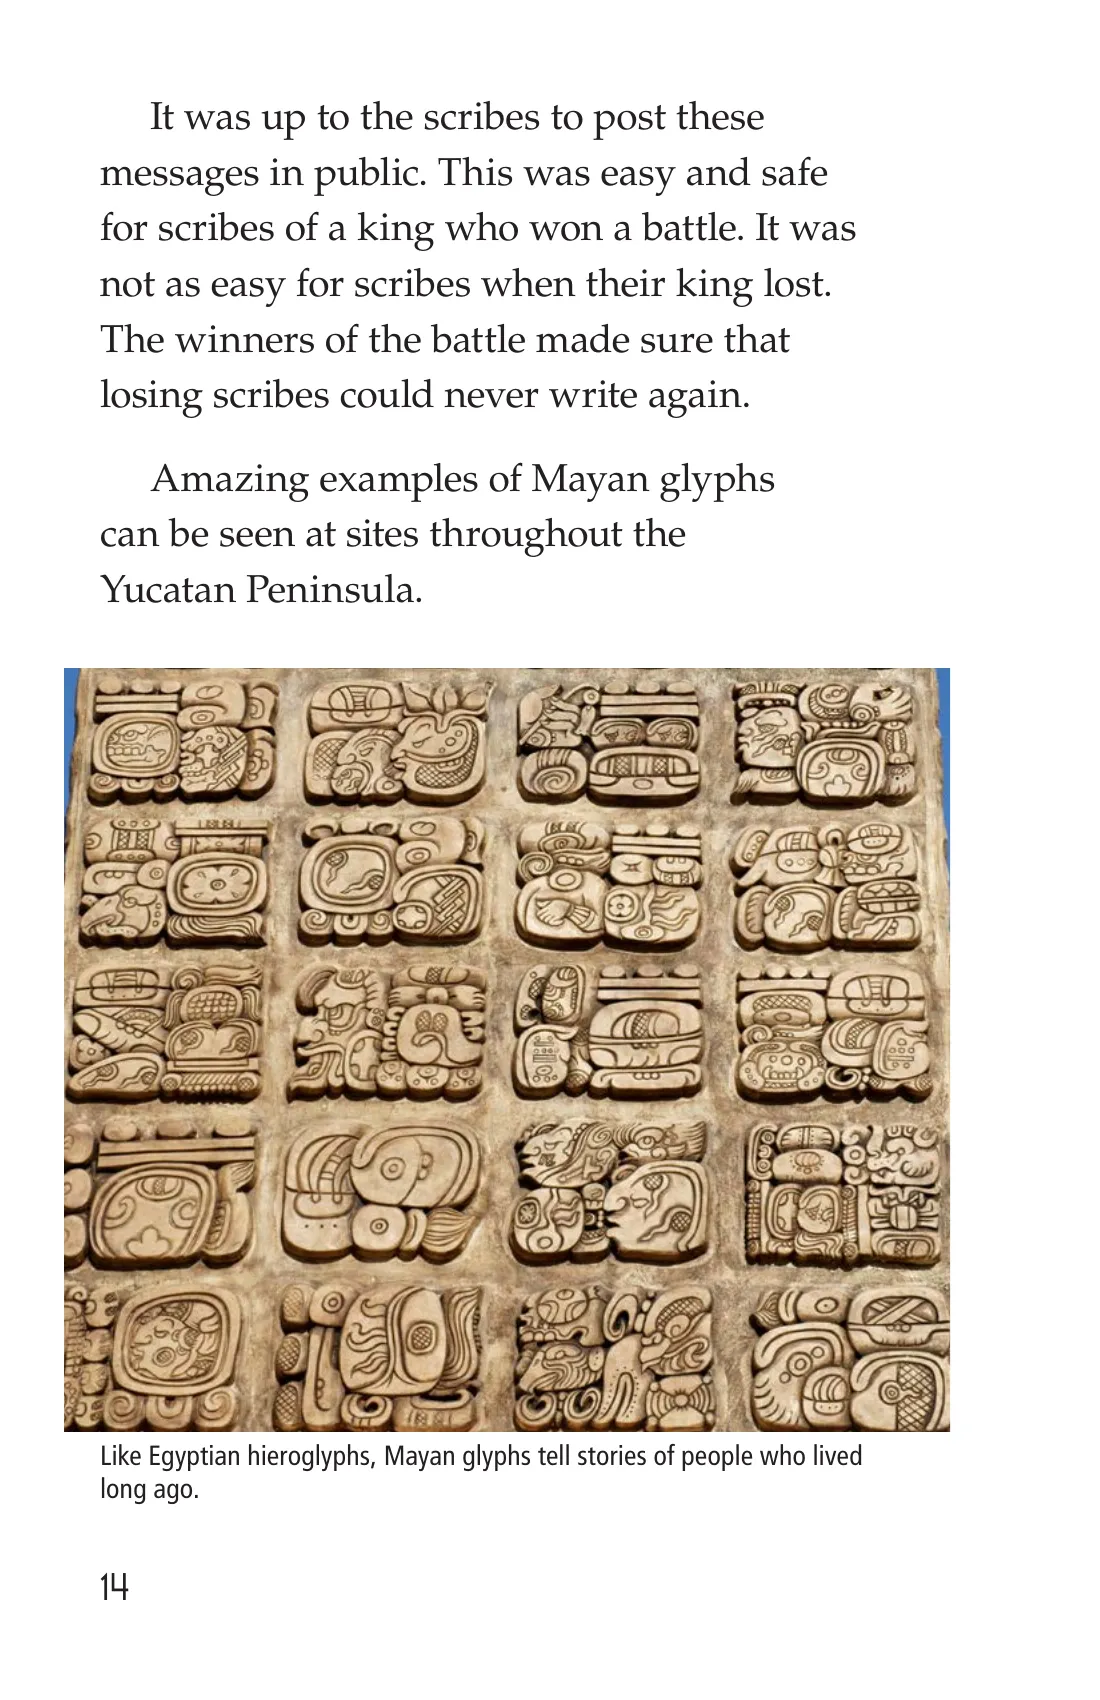 It was up to the scribes to post these
messages in public. This was easy and safe
for scribes of a king who won a battle. It was
not as easy for scribes when their king lost.
The winners of the battle made sure that
losing scribes could never write again.
Amazing examples of Mayan glyphs
can be seen at sites throughout the
Yucatan Peninsula.
Like Egyptian hieroglyphs, Mayan glyphs tell stories of people who lived
long ago.
14